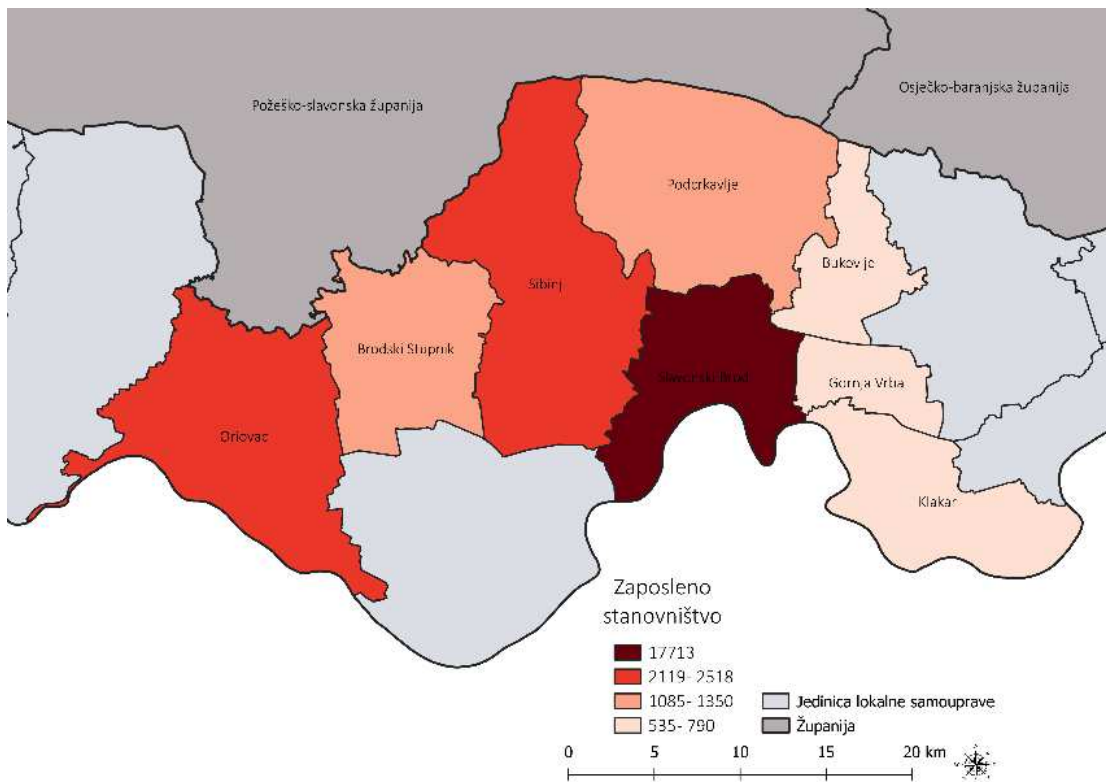 Požeško-slavonska županija
Osječko-baranjska županija
Podcrkavlje
Bukovlje
Sibinj
Brodski Stupnik
Slavonski Brod
Gornja Vrba
Oriovac
Klakar
Zaposleno
stanovništvo
17713
2119- 2518
1085- 1350
535- 790
Jedinica lokalne samouprave
Županija
0 5 10 15 20 km